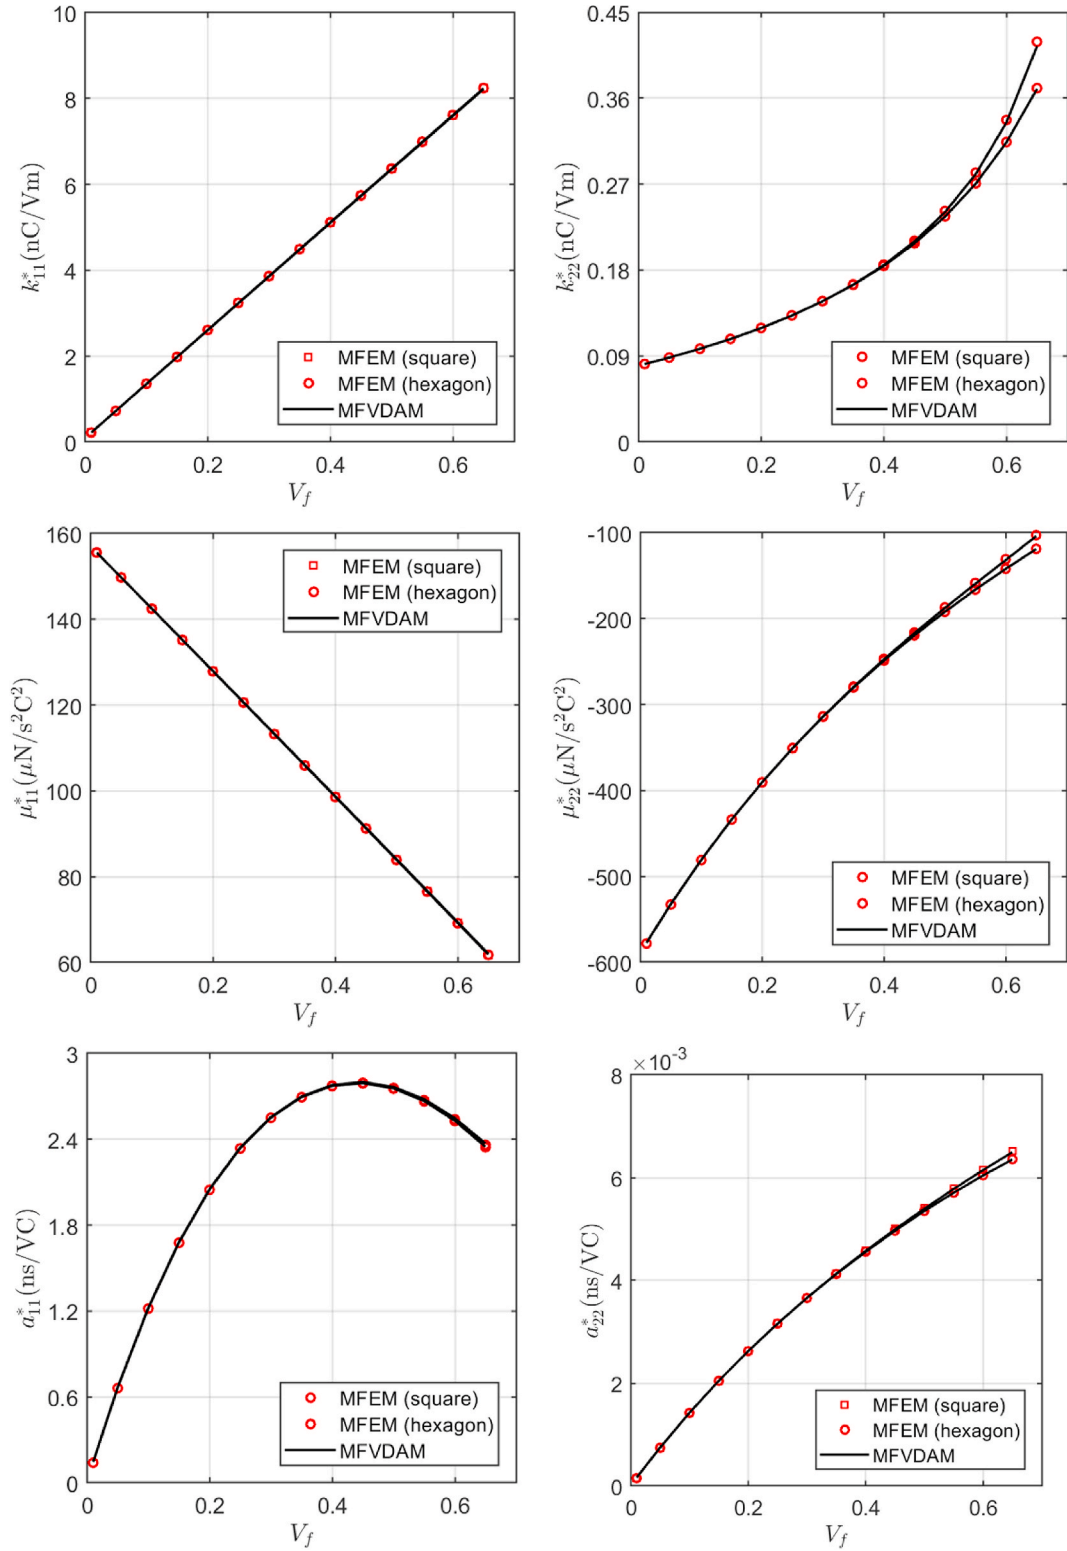 10
8
6
4
2
0
k*11(nC/Vm)
MFEM (square)
MFEM (hexagon)
MFVDAM
0
0.2
0.4
0.6
Vf
0.45
0.36
0.27
0.18
0.09
0
k*22(nC/Vm)
MFEM (square)
MFEM (hexagon)
MFVDAM
0
0.2
0.4
0.6
Vf
160
140
120
100
80
60
μ*11(μN/s²C²)
MFEM (square)
MFEM (hexagon)
MFVDAM
0
0.2
0.4
0.6
Vf
-100
-200
-300
-400
-500
-600
μ*22(μN/s²C²)
MFEM (square)
MFEM (hexagon)
MFVDAM
0
0.2
0.4
0.6
Vf
3
2.4
1.8
1.2
0.6
0
a*11(ns/VC)
MFEM (square)
MFEM (hexagon)
MFVDAM
0
0.2
0.4
0.6
Vf
×10-3
8
6
4
2
0
a*22(ns/VC)
MFEM (square)
MFEM (hexagon)
MFVDAM
0
0.2
0.4
0.6
Vf